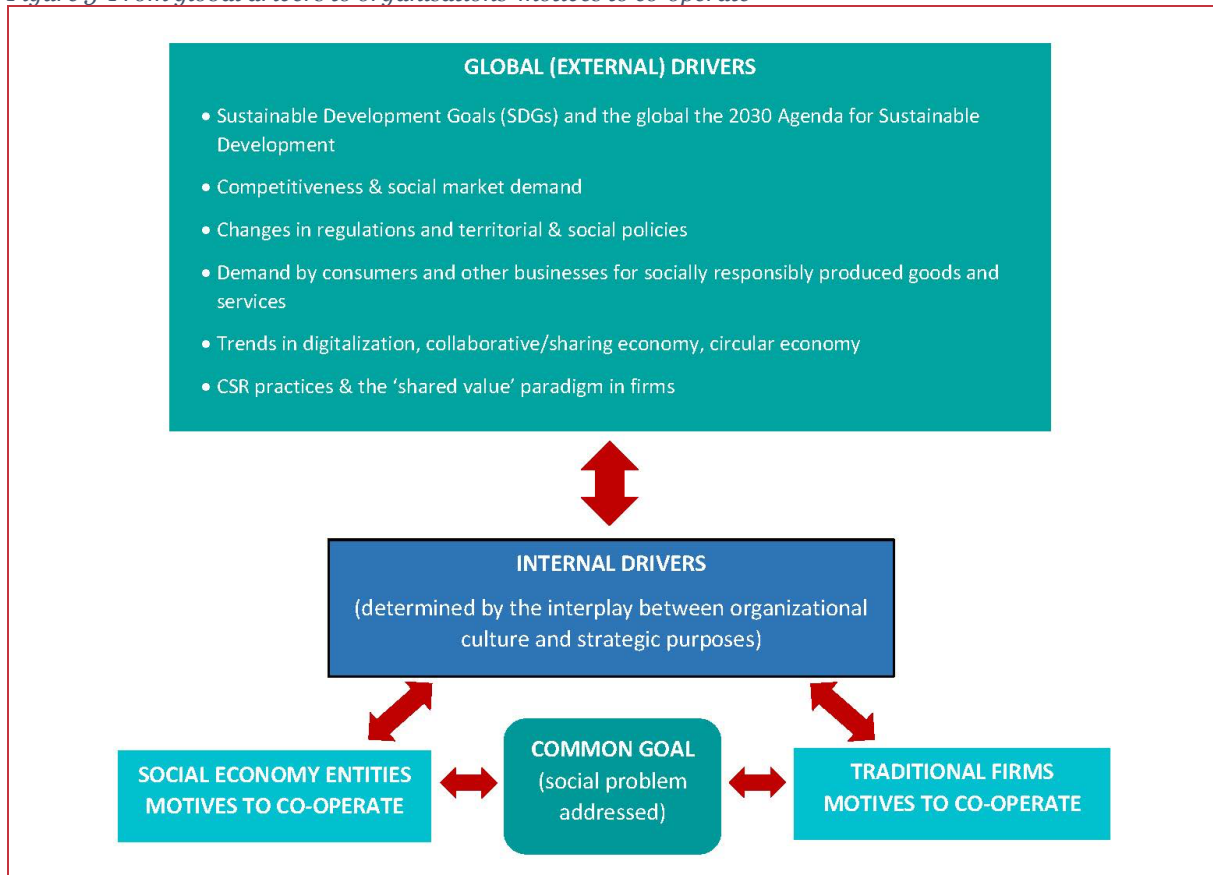 GLOBAL (EXTERNAL) DRIVERS
• Sustainable Development Goals (SDGs) and the global the 2030 Agenda for Sustainable
Development
• Competitiveness & social market demand
• Changes in regulations and territorial & social policies
• Demand by consumers and other businesses for socially responsibly produced goods and
services
• Trends in digitalization, collaborative/sharing economy, circular economy
• CSR practices & the ‘shared value’ paradigm in firms
INTERNAL DRIVERS
(determined by the interplay between organizational
culture and strategic purposes)
SOCIAL ECONOMY ENTITIES
MOTIVES TO CO-OPERATE
COMMON GOAL
(social problem
addressed)
TRADITIONAL FIRMS
MOTIVES TO CO-OPERATE